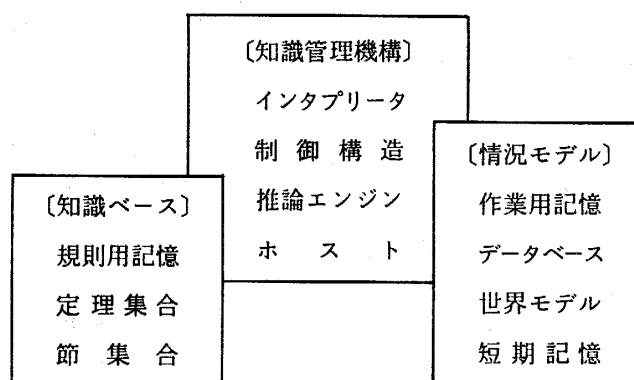 〔知識管理機構〕
インタプリータ
制御構造
推論エンジン
ホスト
〔知識ベース〕
規則用記憶
定理集合
節集合
〔情況モデル〕
作業用記憶
データベース
世界モデル
短期記憶